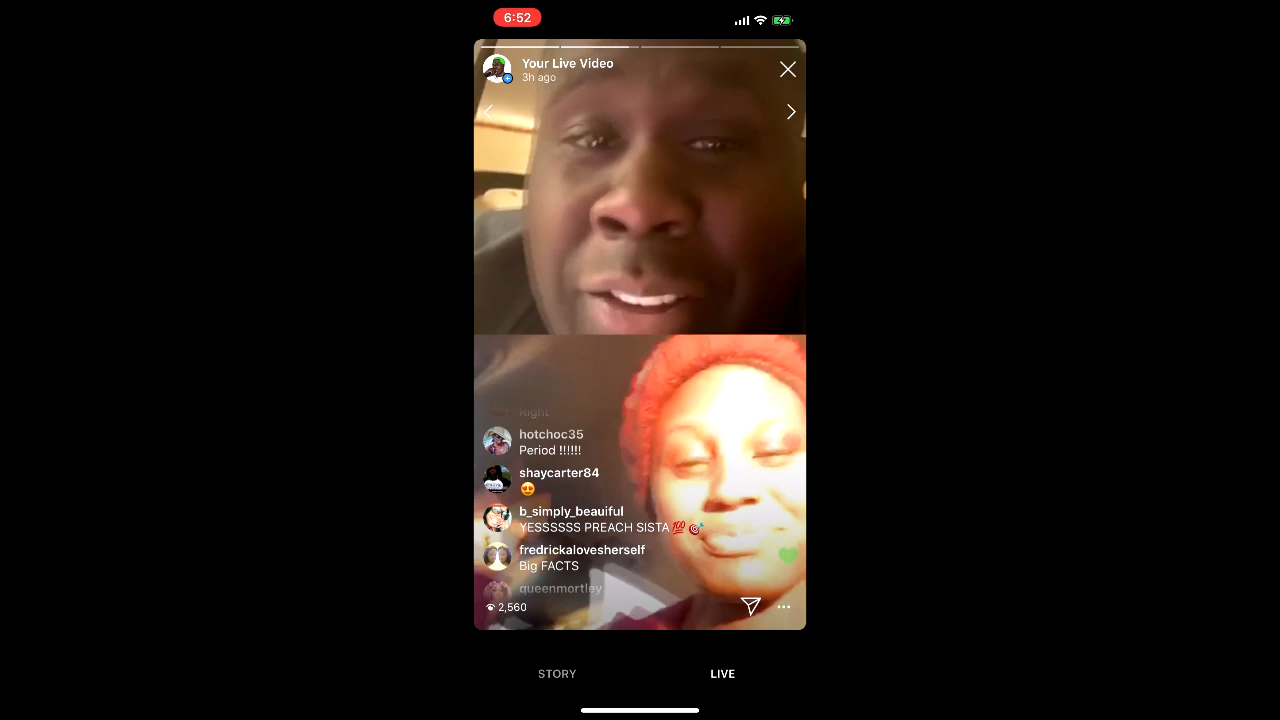 6:52
Your Live Video
3h ago
Right
hotchoc35
Period !!!!!!
shaycarter84
😍
b_simply_beauiful
YESSSSSS PREACH SISTA💯🎯
fredrickalovesherself
Big FACTS
queenmortley
2,560
STORY
LIVE